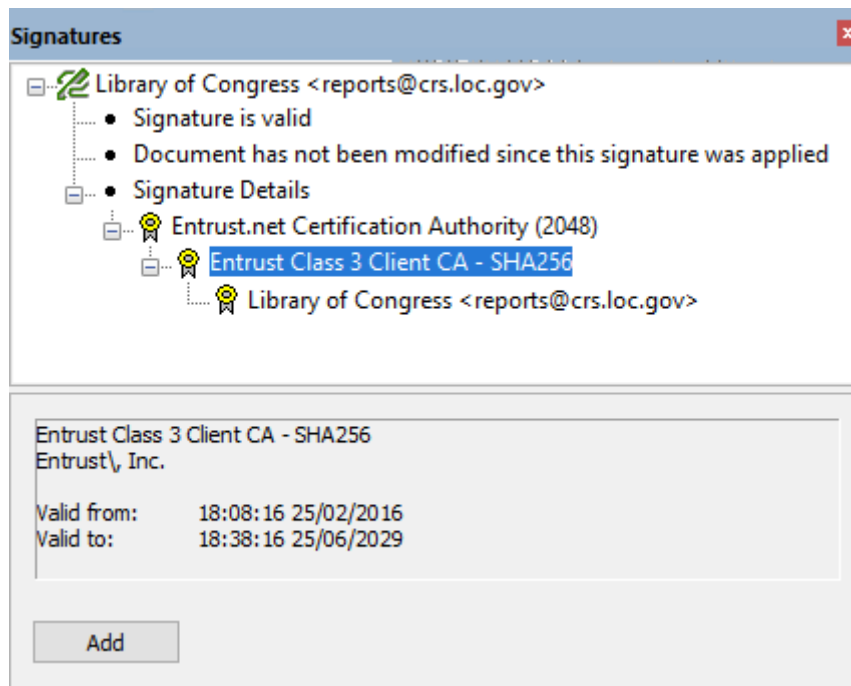 Signatures
Library of Congress <reports@crs.loc.gov>
Signature is valid
Document has not been modified since this signature was applied
Signature Details
Entrust.net Certification Authority (2048)
Entrust Class 3 Client CA - SHA256
Library of Congress <reports@crs.loc.gov>
Entrust Class 3 Client CA - SHA256
Entrust\, Inc.
Valid from: 18:08:16 25/02/2016
Valid to: 18:38:16 25/06/2029
Add